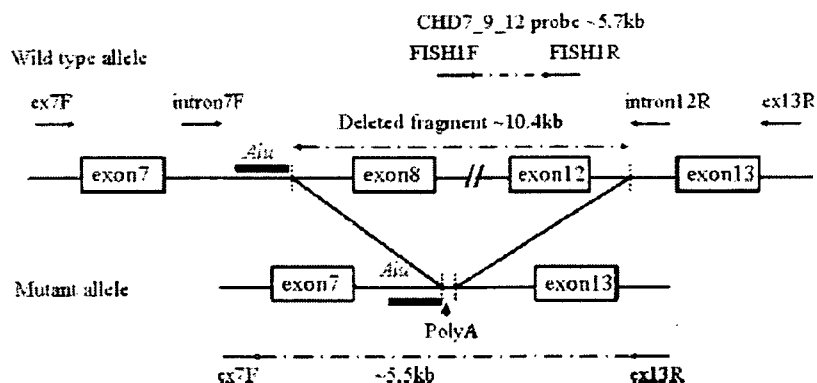 CHD7_9_12 probe ~5.7kb
FISH1F FISH1R
Wild type allele
ex7F intron7F intron12R ex13R
Deleted fragment ~10.4kb
Alu
exon7 exon8 exon12 exon13
Alu
exon7 exon13
Mutant allele
PolyA
ex7F ~5.5kb ex13R